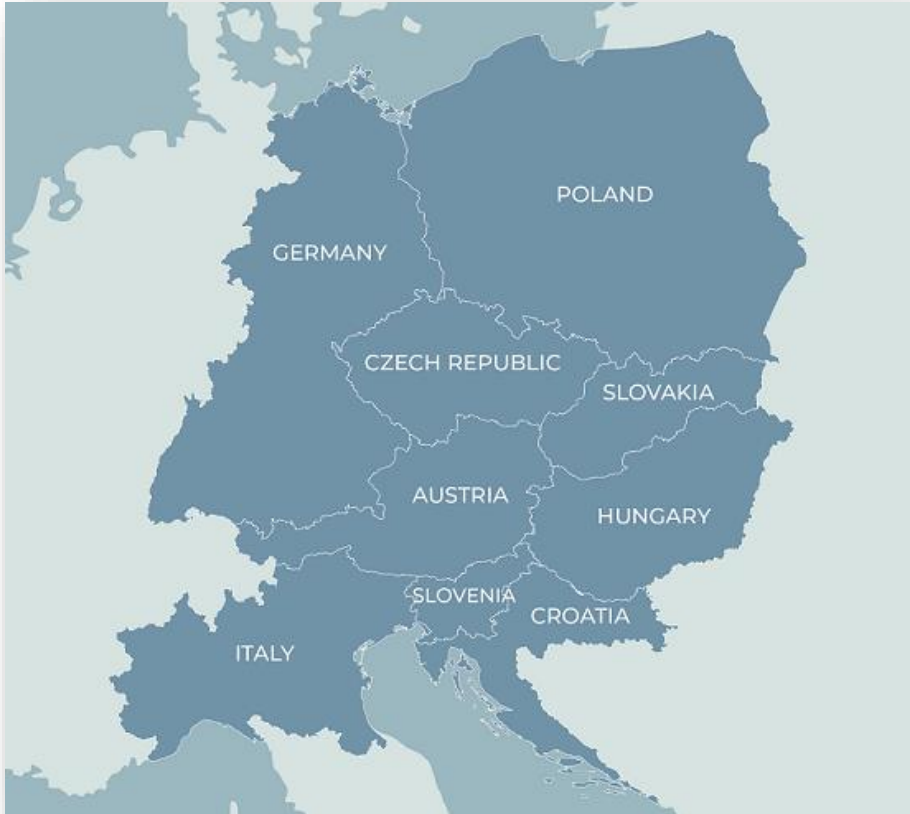 POLAND
GERMANY
CZECH REPUBLIC
SLOVAKIA
AUSTRIA
HUNGARY
SLOVENIA
CROATIA
ITALY